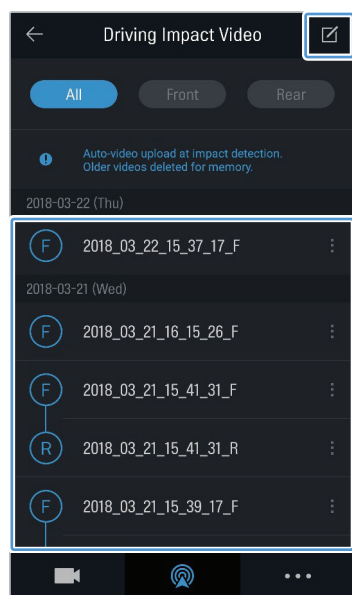 Driving Impact Video
All
Front
Rear
Auto-video upload at impact detection.
Older videos deleted for memory.
2018-03-22 (Thu)
F
2018_03_22_15_37_17_F
2018-03-21 (Wed)
F
2018_03_21_16_15_26_F
F
2018_03_21_15_41_31_F
R
2018_03_21_15_41_31_R
F
2018_03_21_15_39_17_F